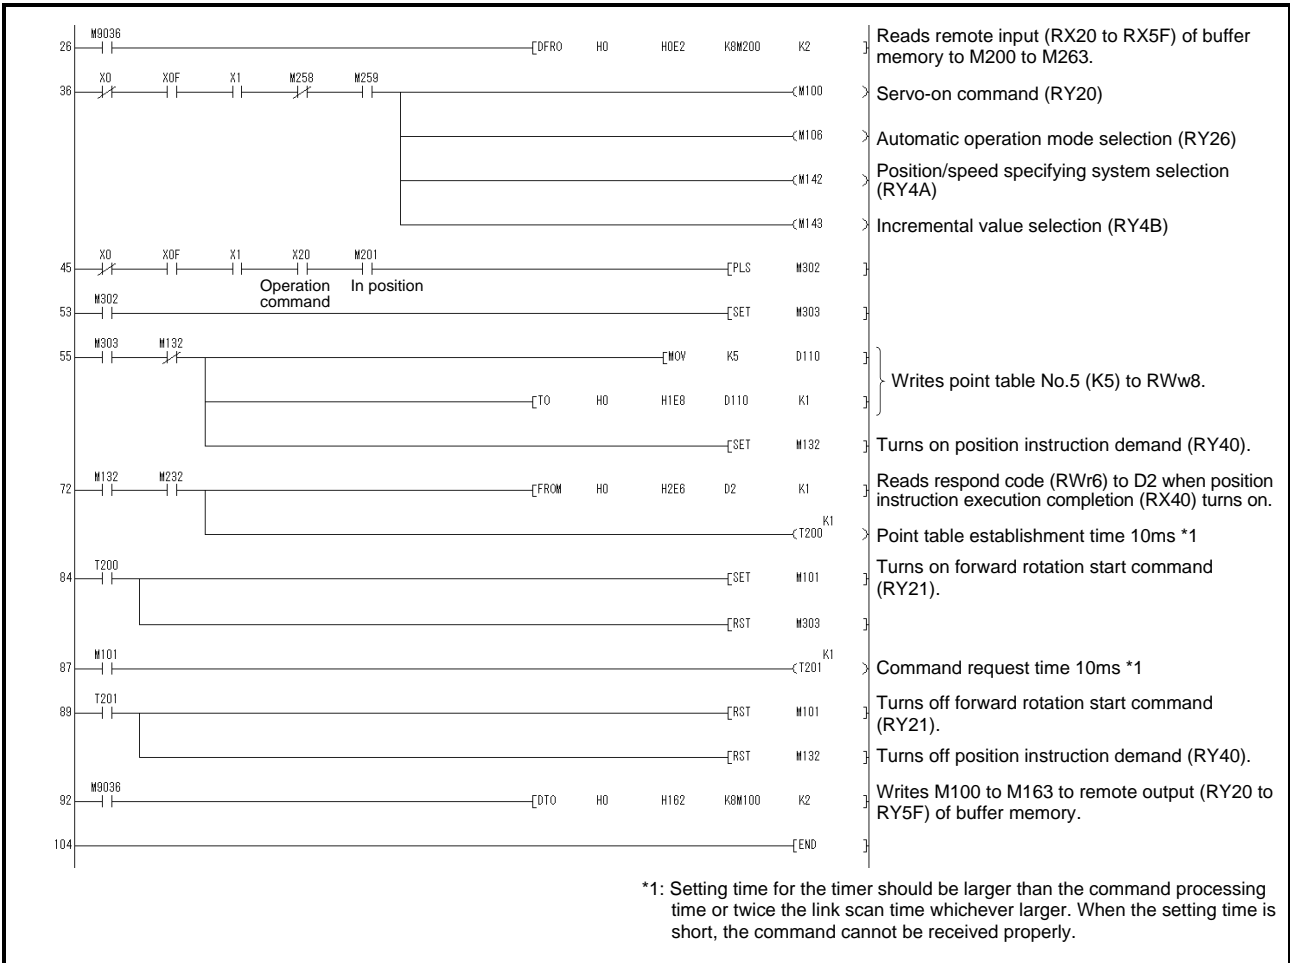 M9036
26 DFRO H0 H0E2 K8M200 K2
Reads remote input (RX20 to RX5F) of buffer
memory to M200 to M263.
X0 X0F X1 M258 M259
36 M100 Servo-on command (RY20)
M106 Automatic operation mode selection (RY26)
M142 Position/speed specifying system selection
(RY4A)
M143 Incremental value selection (RY4B)
X0 X0F X1 X20 M201
45 PLS M302
Operation In position
command
M302
53 SET M303
M303 M132
55 MOV K5 D110
Writes point table No.5 (K5) to RWw8.
TO H0 H1E8 D110 K1
SET M132 Turns on position instruction demand (RY40).
M132 M232
72 FROM H0 H2E6 D2 K1
Reads respond code (RWr6) to D2 when position
instruction execution completion (RX40) turns on.
K1
T200 Point table establishment time 10ms *1
T200
84 SET M101
Turns on forward rotation start command
(RY21).
RST M303
M101 K1
87 T201 Command request time 10ms *1
T201
89 RST M101
Turns off forward rotation start command
(RY21).
RST M132 Turns off position instruction demand (RY40).
M9036
92 DTO H0 H162 K8M100 K2
Writes M100 to M163 to remote output (RY20 to
RY5F) of buffer memory.
104 END
*1: Setting time for the timer should be larger than the command processing
time or twice the link scan time whichever larger. When the setting time is
short, the command cannot be received properly.